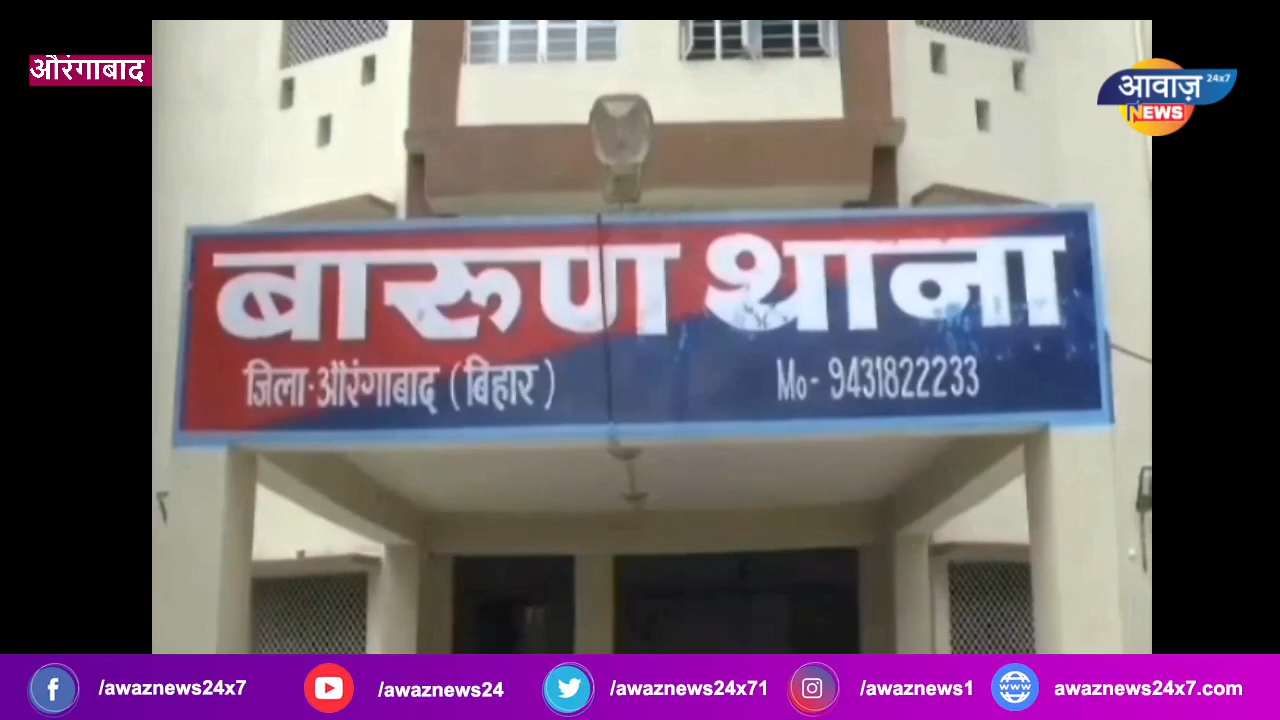 औरंगाबाद
आवाज़ 24x7
NEWS
बारूण थाना
जिला-औरंगाबाद (बिहार) Mo- 9431822233
/awaznews24x7 /awaznews24 /awaznews24x71 /awaznews1 awaznews24x7.com